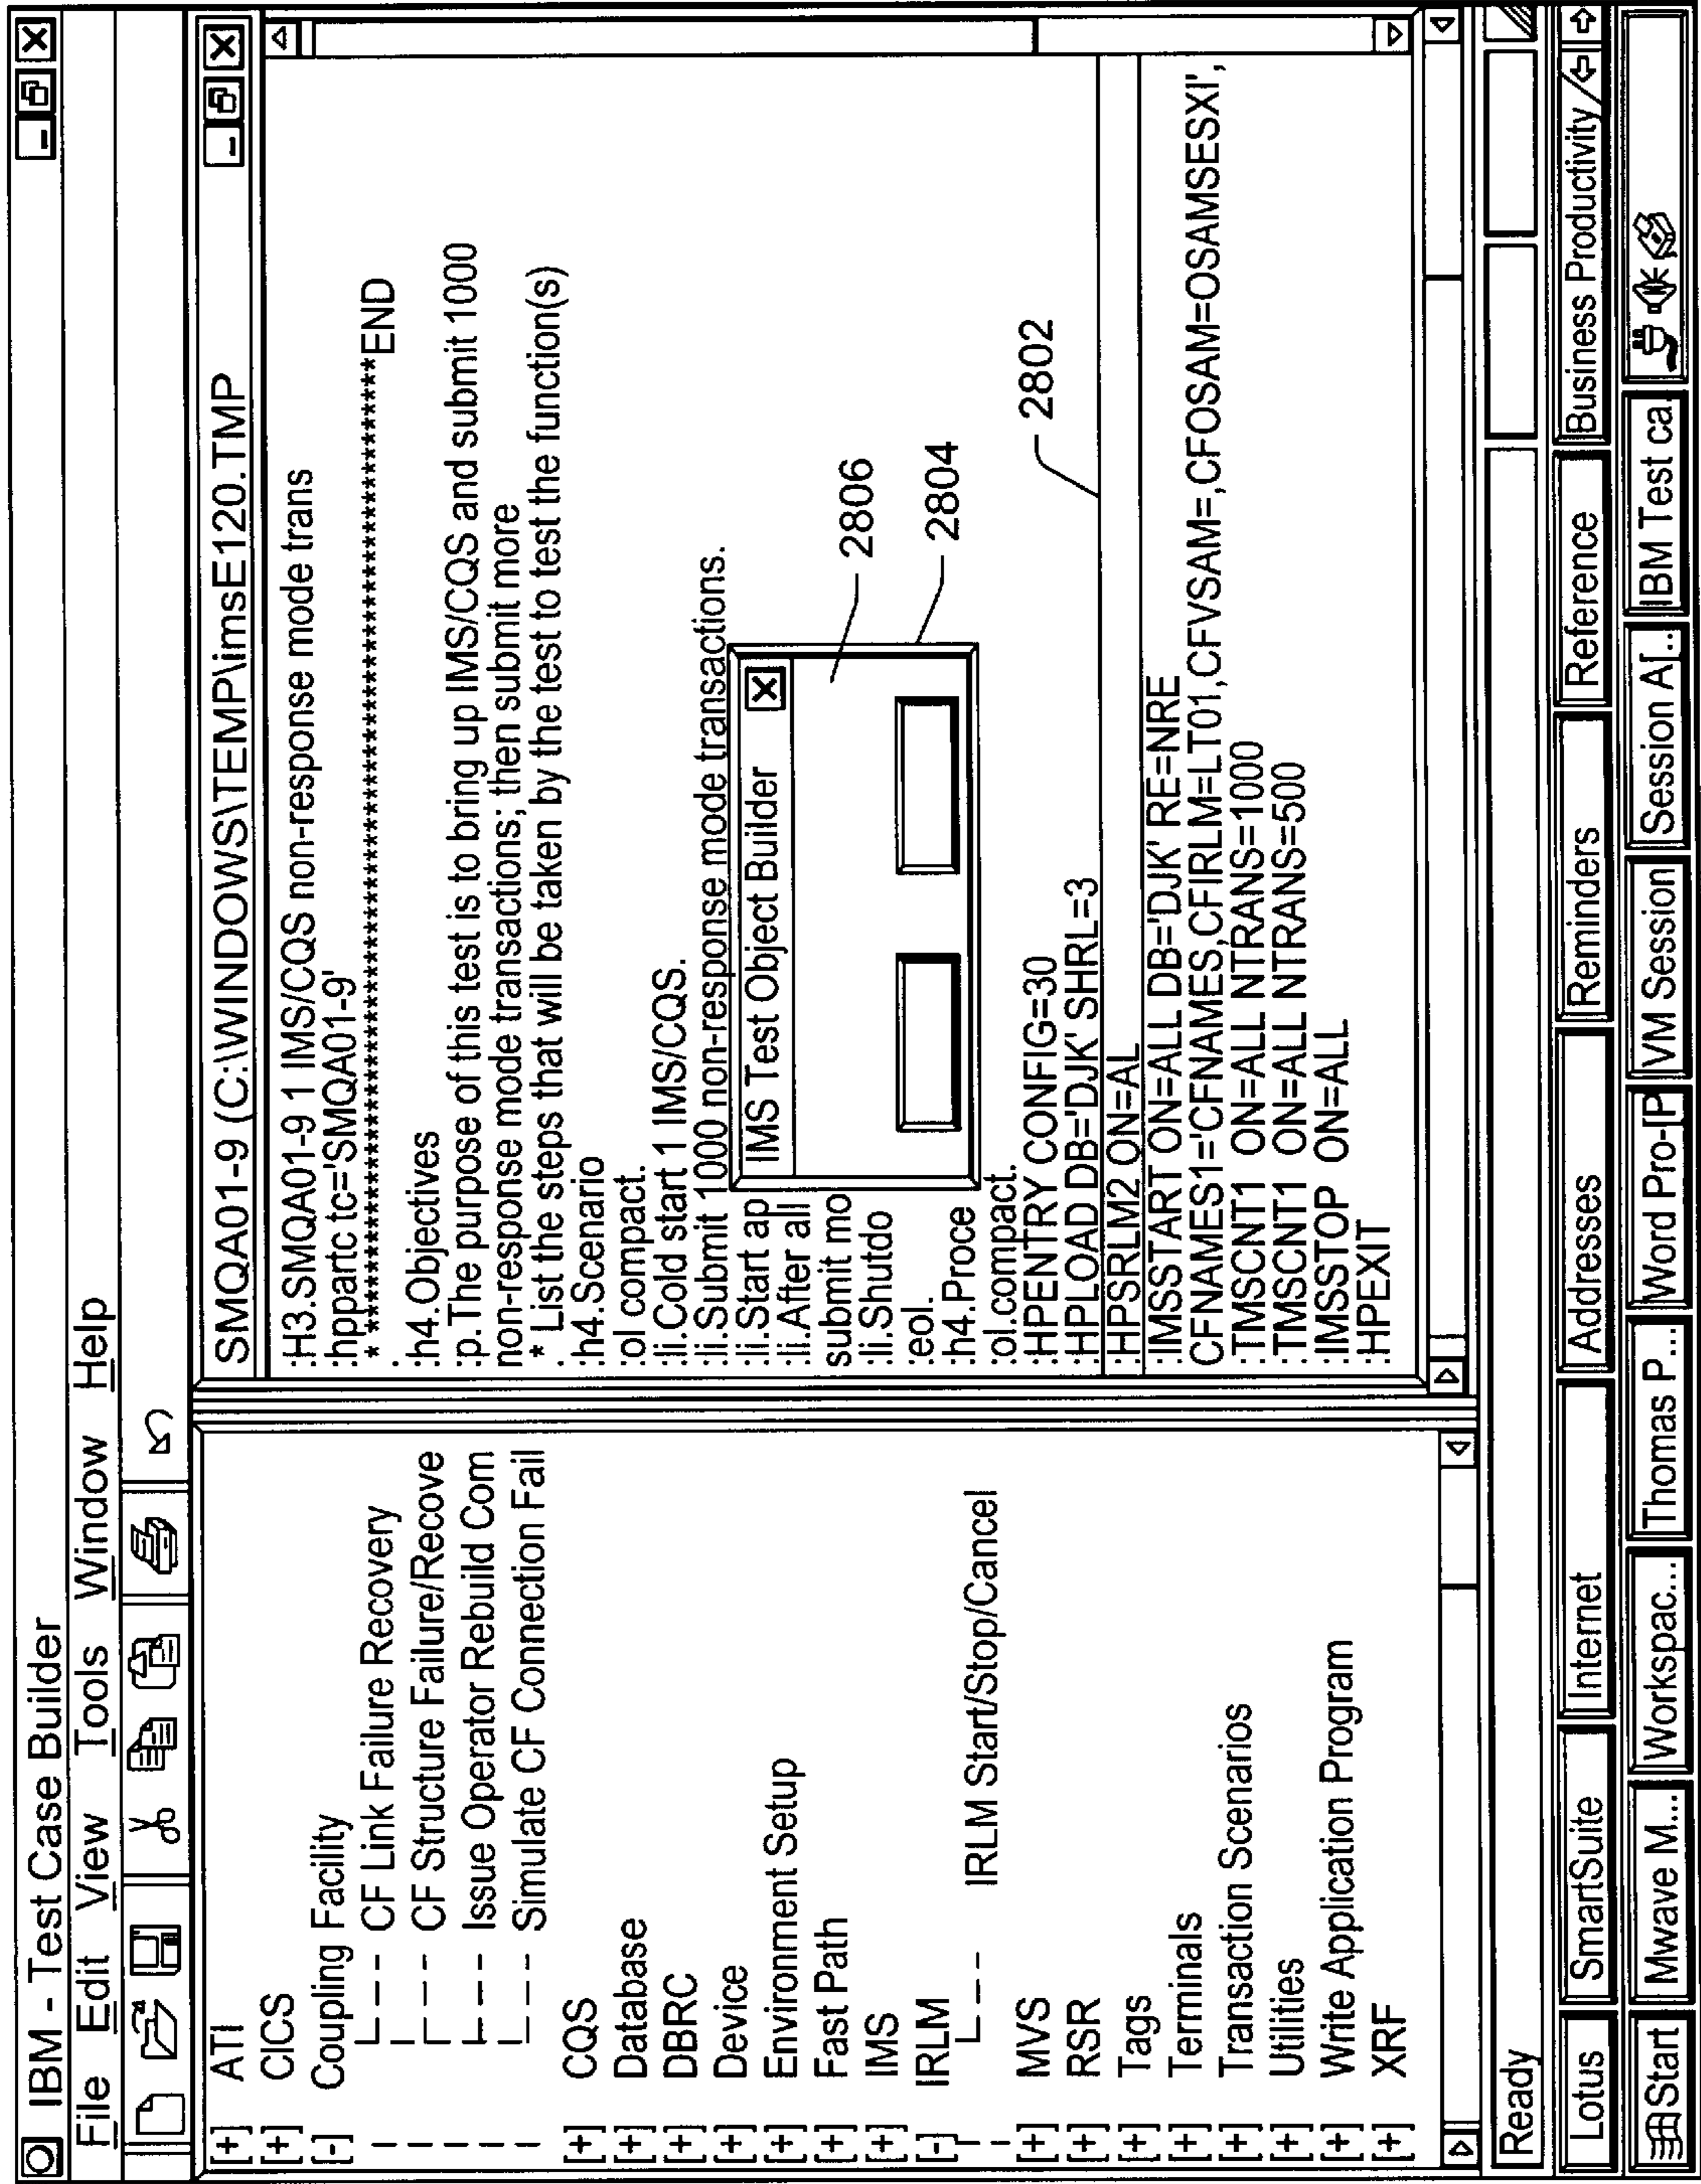 IBM - Test Case Builder
File Edit View Tools Window Help
[+] ATI
[+] CICS
[-] Coupling Facility
CF Link Failure Recovery
CF Structure Failure/Recove
Issue Operator Rebuild Com
Simulate CF Connection Fail
[+] CQS
[+] Database
[+] DBRC
[+] Device
[+] Environment Setup
[+] Fast Path
[+] IMS
[-] IRLM
IRLM Start/Stop/Cancel
[+] MVS
[+] RSR
[+] Tags
[+] Terminals
[+] Transaction Scenarios
[+] Utilities
[+] Write Application Program
[+] XRF
SMQA01-9 (C:\WINDOWS\TEMP\imsE120.TMP
:H3.SMQA01-9 1 IMS/CQS non-response mode trans
:hppartc tc='SMQA01-9'
* ************************************************************END
.
:h4.Objectives
:p.The purpose of this test is to bring up IMS/CQS and submit 1000
non-response mode transactions; then submit more
* List the steps that will be taken by the test to test the function(s)
:h4.Scenario
:ol compact.
:li.Cold start 1 IMS/CQS.
:li.Submit 1000 non-response mode transactions.
:li.Start ap
:li.After all
submit mo
:li.Shutdo
:eol.
:h4.Proce
:ol.compact.
:HPENTRY CONFIG=30
:HPLOAD DB='DJK' SHRL=3
:HPSRLM2 ON=AL
:IMSSTART ON=ALL DB='DJK' RE=NRE
CFNAMES1='CFNAMES,CFIRLM=LT01,CFVSAM=,CFOSAM=OSAMSESXI',
:TMSCNT1 ON=ALL NTRANS=1000
:TMSCNT1 ON=ALL NTRANS=500
:IMSSTOP ON=ALL
:HPEXIT
IMS Test Object Builder
2806
2804
2802
Ready
Lotus SmartSuite Internet Addresses Reminders Reference Business Productivity
Start Mwave M... Workspac... Thomas P... Word Pro-[P VM Session Session A[.. IBM Test ca